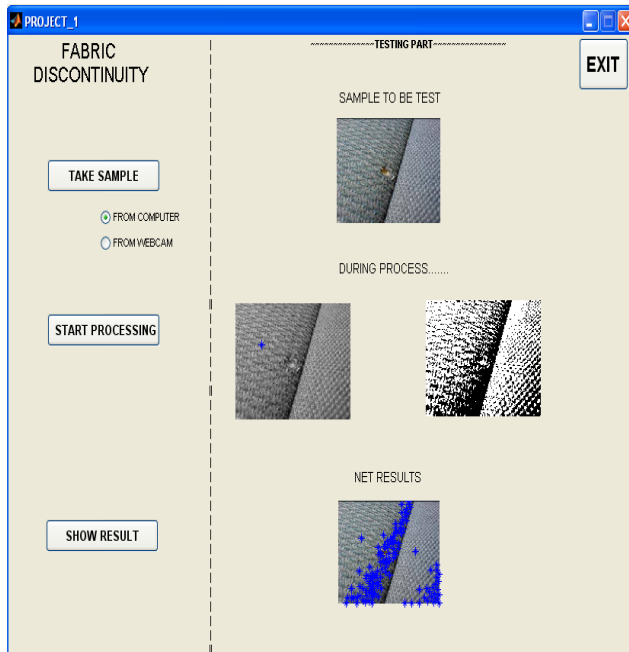 PROJECT_1
FABRIC
DISCONTINUITY
TAKE SAMPLE
FROM COMPUTER
FROM WEBCAM
START PROCESSING
SHOW RESULT
~~~~~~~~~~~~~~TESTING PART~~~~~~~~~~~~~~~~
EXIT
SAMPLE TO BE TEST
DURING PROCESS.......
NET RESULTS